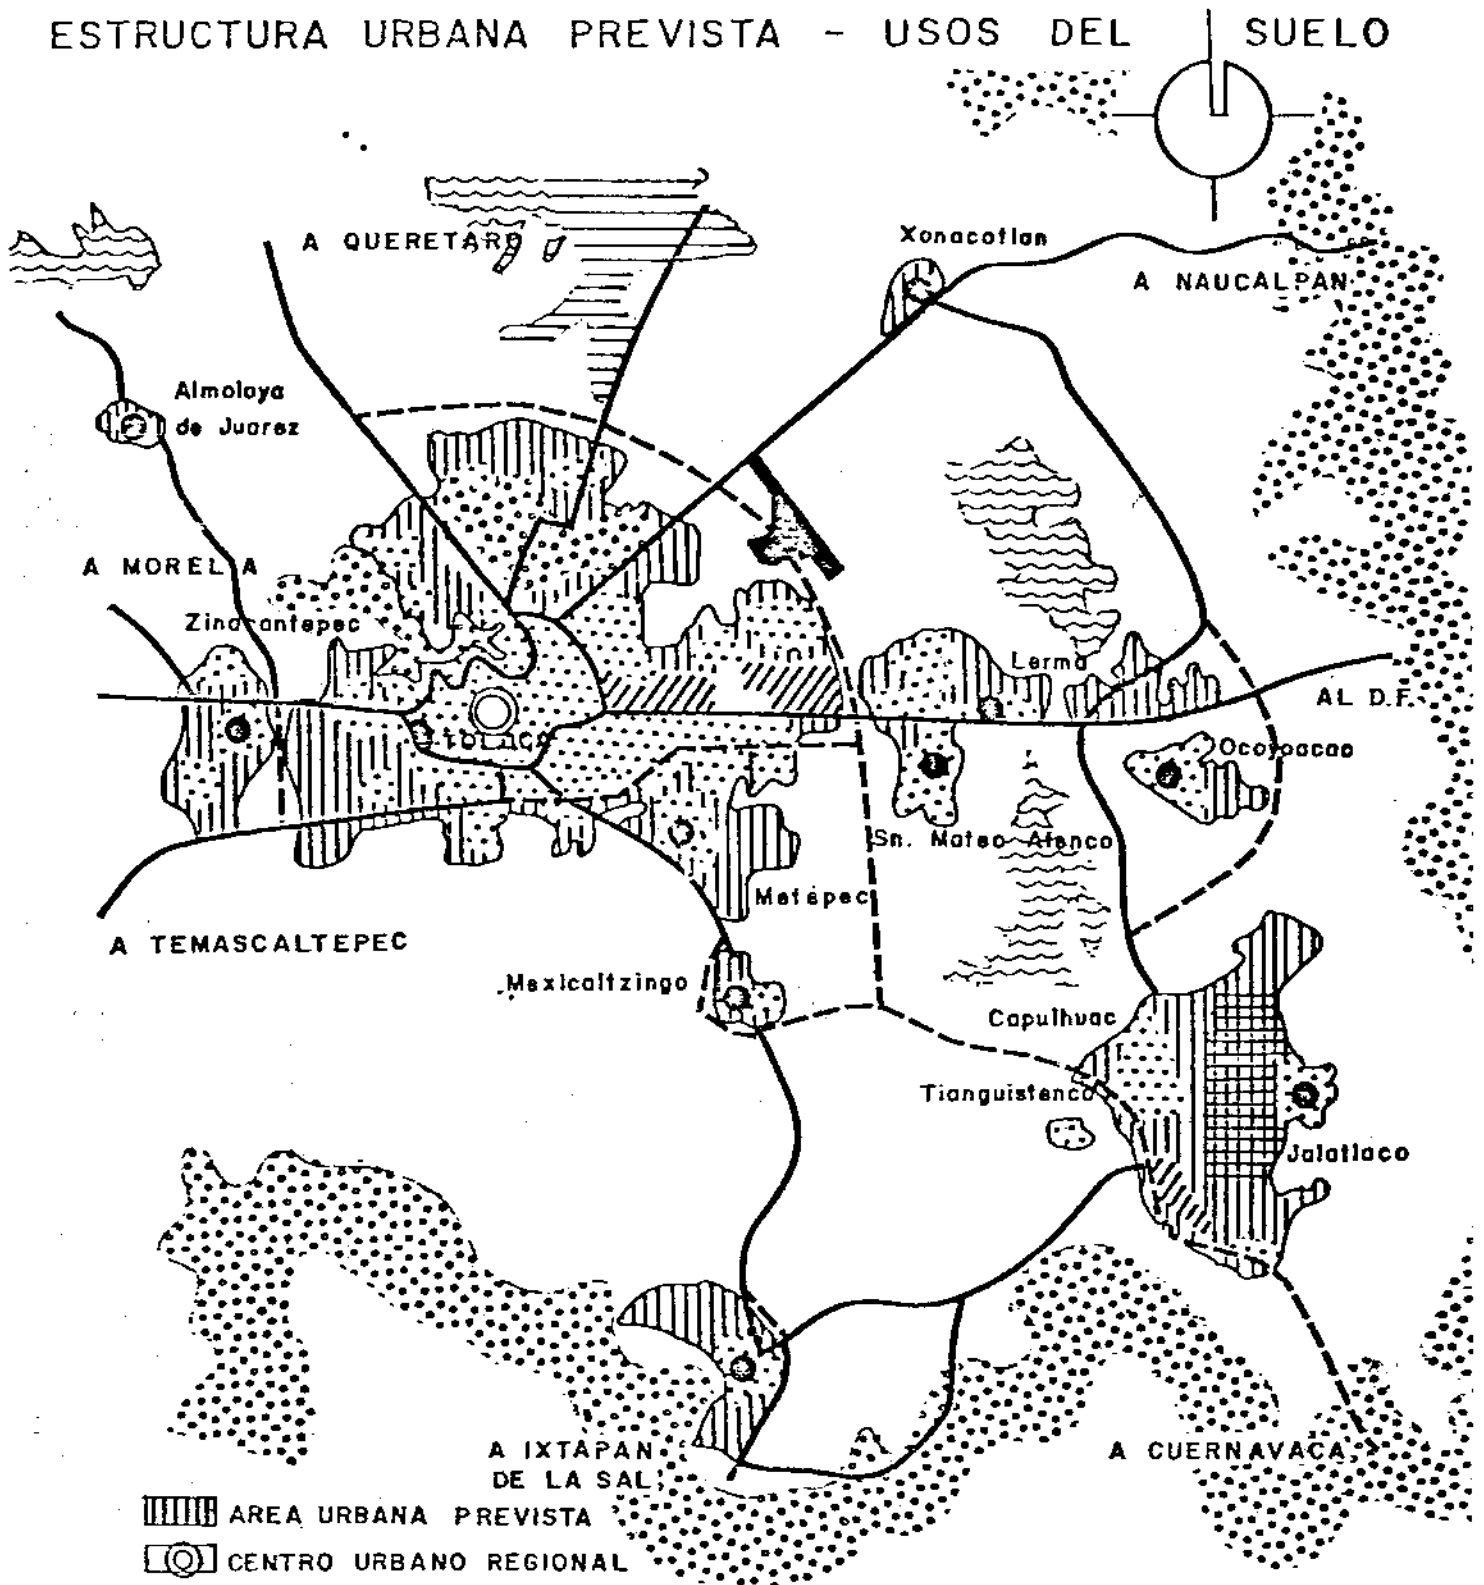 ESTRUCTURA URBANA PREVISTA - USOS DEL SUELO
A QUERETARO
Xonacotlan
A NAUCALPAN
Almoloya
de Juarez
A MORELIA
Zinacantepec
Lerma
AL D.F.
Toluca
Ocoyoacac
Sn. Mateo Atenco
Metepec
A TEMASCALTEPEC
Mexicaltzingo
Capulhuac
Tianguistenco
Jalatlaco
A IXTAPAN
DE LA SAL
A CUERNAVACA
AREA URBANA PREVISTA
CENTRO URBANO REGIONAL